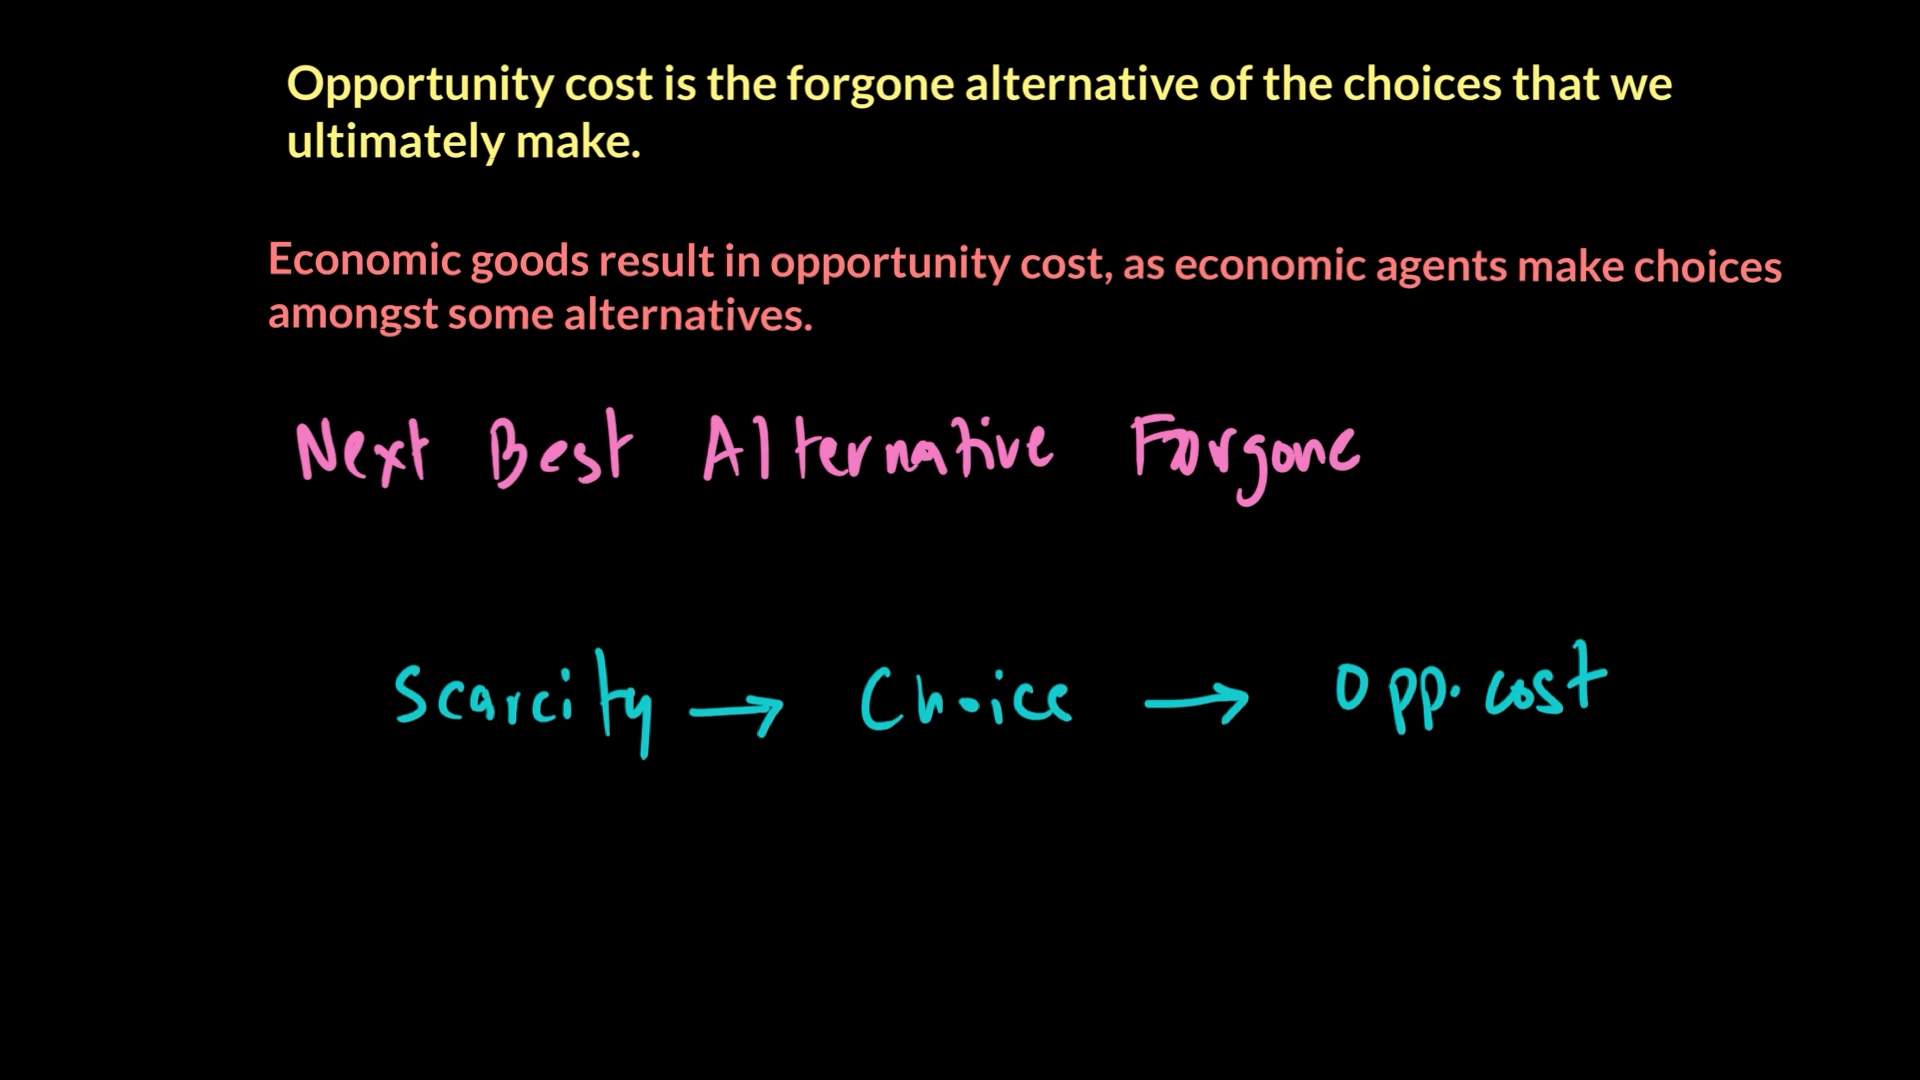 Opportunity cost is the forgone alternative of the choices that we
ultimately make.
Economic goods result in opportunity cost, as economic agents make choices
amongst some alternatives.
Next Best Alternative Forgone
Scarcity → Choice → Opp. cost